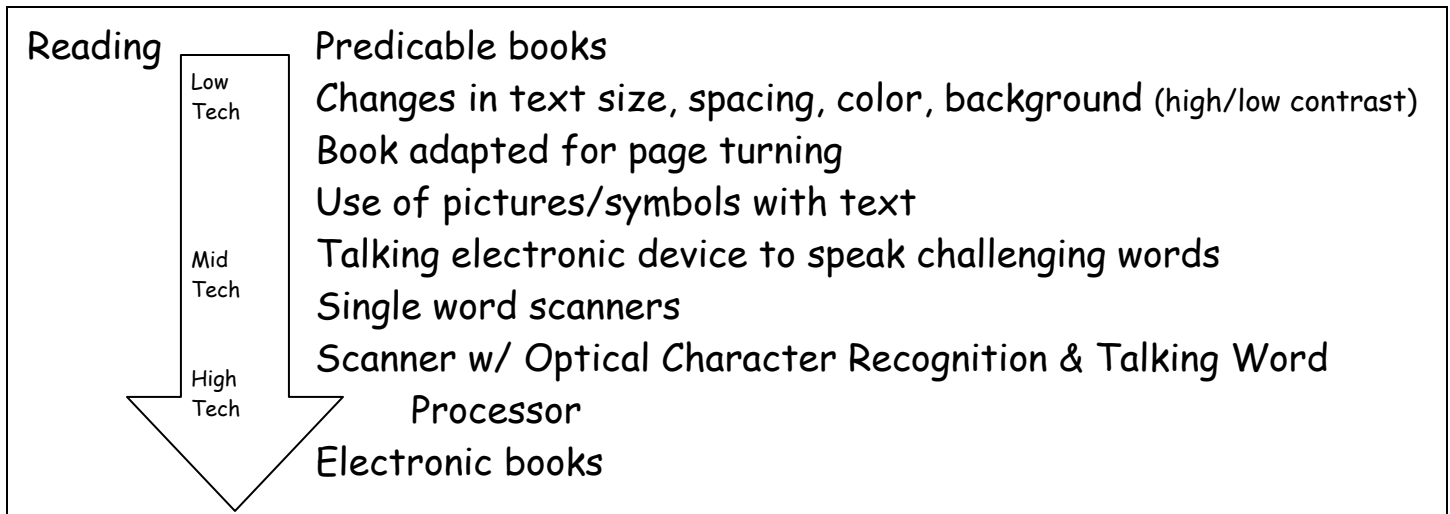 Reading
Low
Tech
Mid
Tech
High
Tech
Predicable books
Changes in text size, spacing, color, background (high/low contrast)
Book adapted for page turning
Use of pictures/symbols with text
Talking electronic device to speak challenging words
Single word scanners
Scanner w/ Optical Character Recognition & Talking Word
Processor
Electronic books